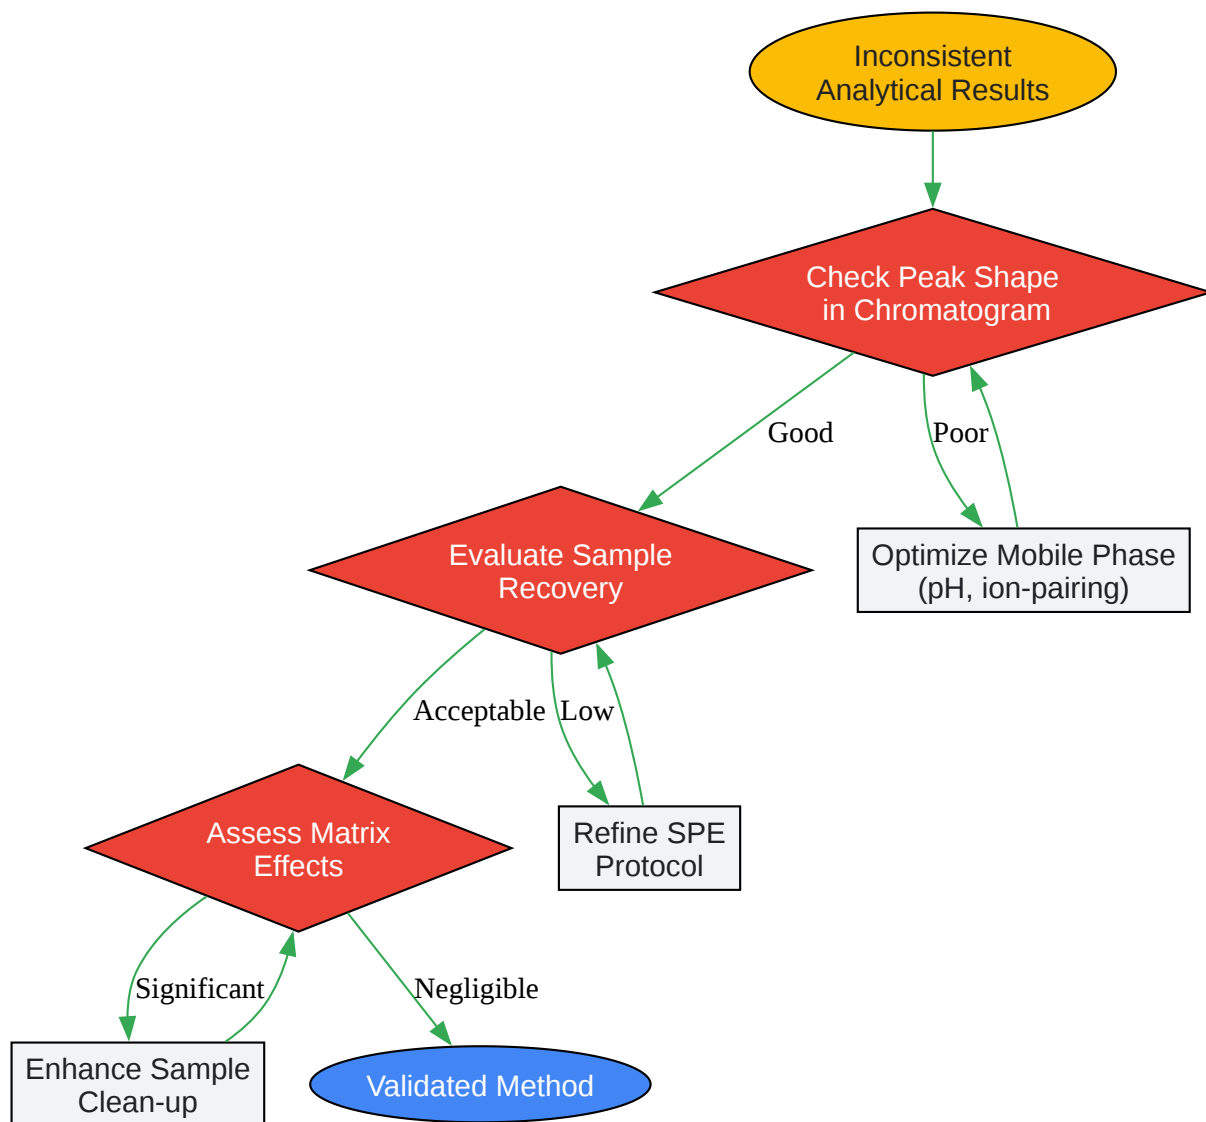 Inconsistent
Analytical Results
Check Peak Shape
in Chromatogram
Good
Poor
Optimize Mobile Phase
(pH, ion-pairing)
Evaluate Sample
Recovery
Acceptable
Low
Refine SPE
Protocol
Assess Matrix
Effects
Significant
Negligible
Enhance Sample
Clean-up
Validated Method